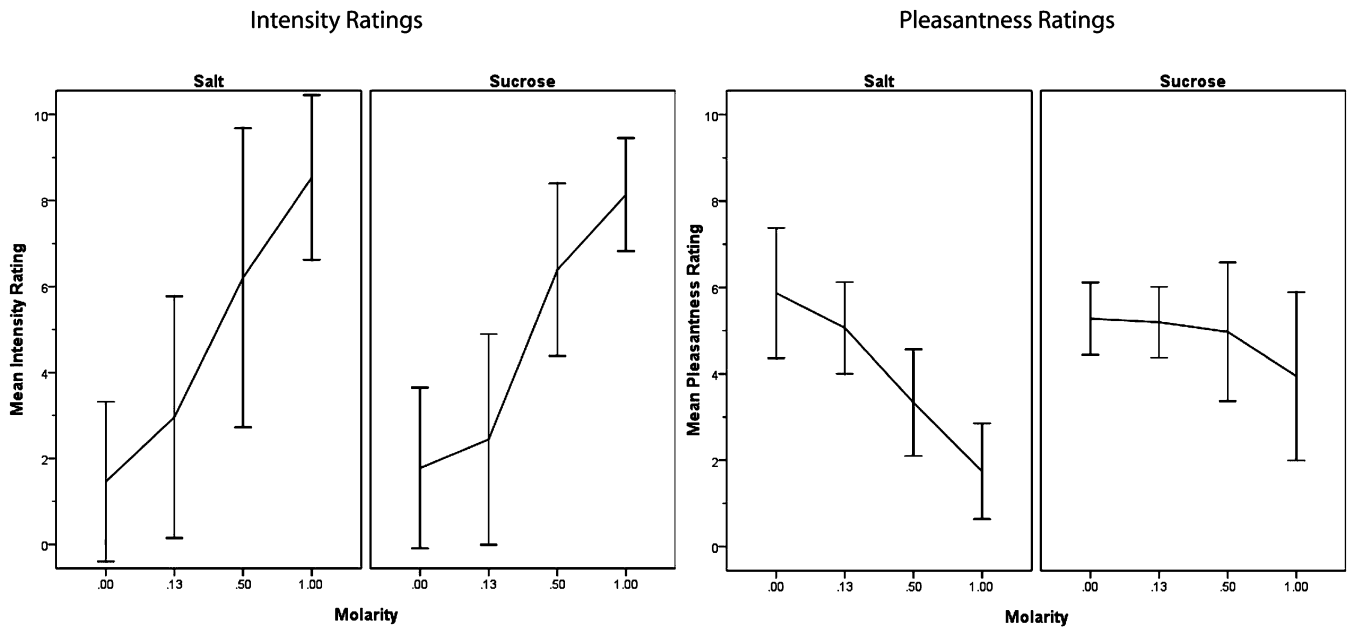 Intensity Ratings
Pleasantness Ratings
Salt
Sucrose
Mean Intensity Rating
10
8
6
4
2
0
.00
.13
.50
1.00
.00
.13
.50
1.00
Molarity
Salt
Sucrose
Mean Pleasantness Rating
10
8
6
4
2
0
.00
.13
.50
1.00
.00
.13
.50
1.00
Molarity